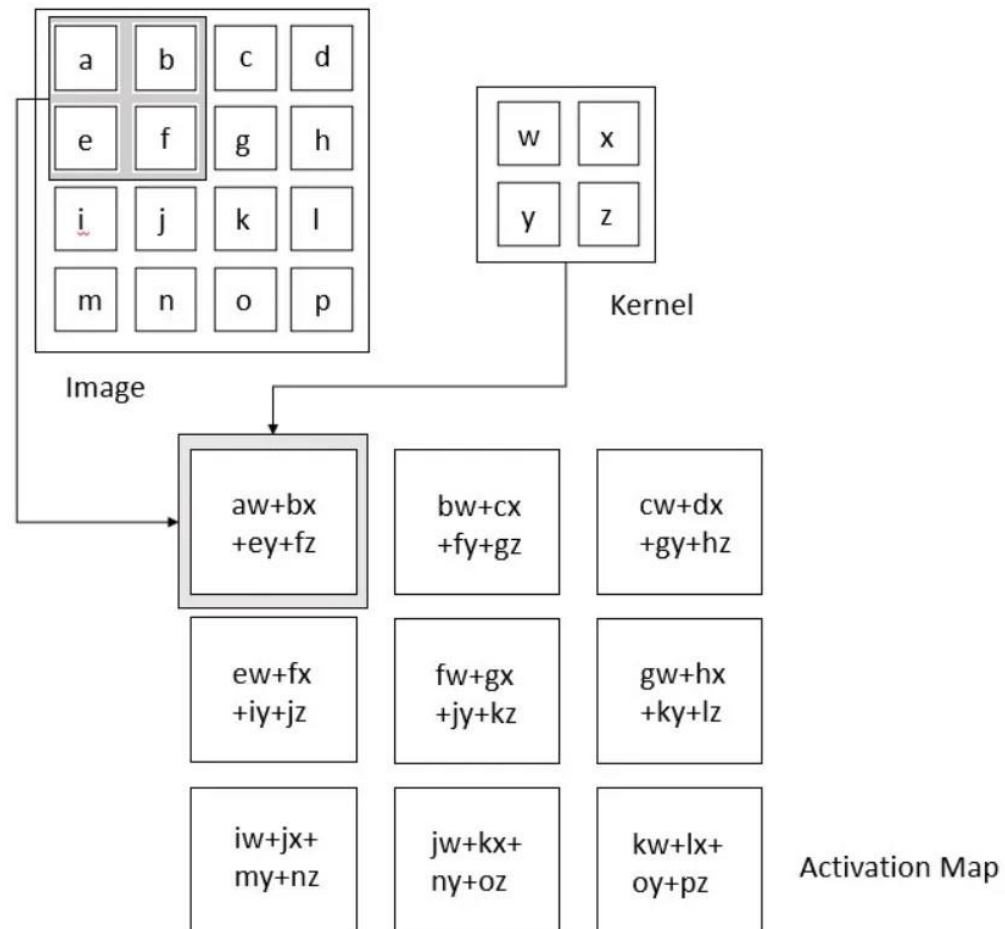 a b c d
e f g h
i j k l
m n o p
Image
w x
y z
Kernel
aw+bx
+ey+fz
bw+cx
+fy+gz
cw+dx
+gy+hz
ew+fx
+iy+jz
fw+gx
+jy+kz
gw+hx
+ky+lz
iw+jx+
my+nz
jw+kx+
ny+oz
kw+lx+
oy+pz
Activation Map